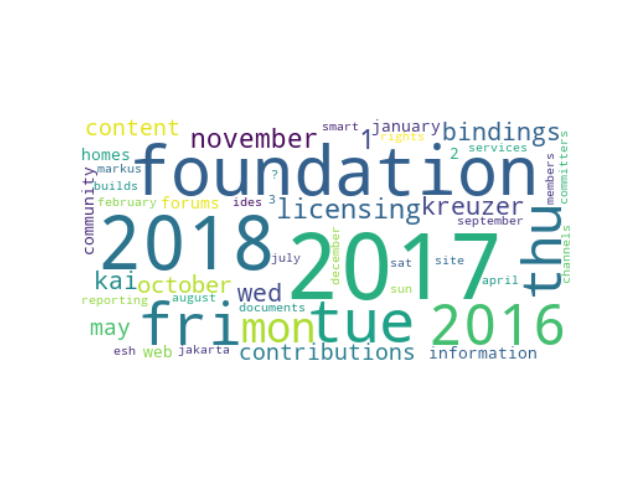 content
november
smart
1
january
rights
bindings
homes
markus
foundation
2
services
builds
community
?
members
committers
february
forums
ides
3
licensing
kreuzer
september
2018
july
december
2017
sat
site
thu
channels
kai
october
wed
sun
april
reporting
august
documents
may
fri
mon
tue
2016
esh
web
jakarta
contributions
information